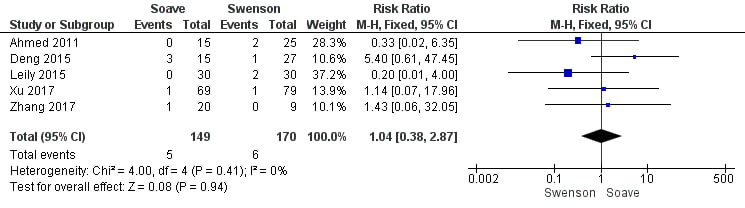 Soave Swenson Risk Ratio Risk Ratio
Study or Subgroup Events Total Events Total Weight M-H, Fixed, 95% CI M-H, Fixed, 95% CI
Ahmed 2011 0 15 2 25 28.3% 0.33 [0.02, 6.35]
Deng 2015 3 15 1 27 10.6% 5.40 [0.61, 47.45]
Leily 2015 0 30 2 30 37.2% 0.20 [0.01, 4.00]
Xu 2017 1 69 1 79 13.9% 1.14 [0.07, 17.96]
Zhang 2017 1 20 0 9 10.1% 1.43 [0.06, 32.05]
Total (95% CI) 149 170 100.0% 1.04 [0.38, 2.87]
Total events 5 6
Heterogeneity: Chi² = 4.00, df = 4 (P = 0.41); I² = 0%
Test for overall effect: Z = 0.08 (P = 0.94)
0.002 0.1 1 10 500
Swenson Soave